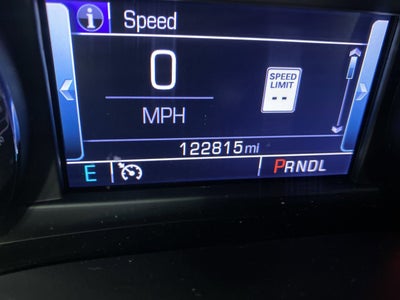 i Speed
0
MPH
SPEED
LIMIT
--
122815mi
E PRNDL